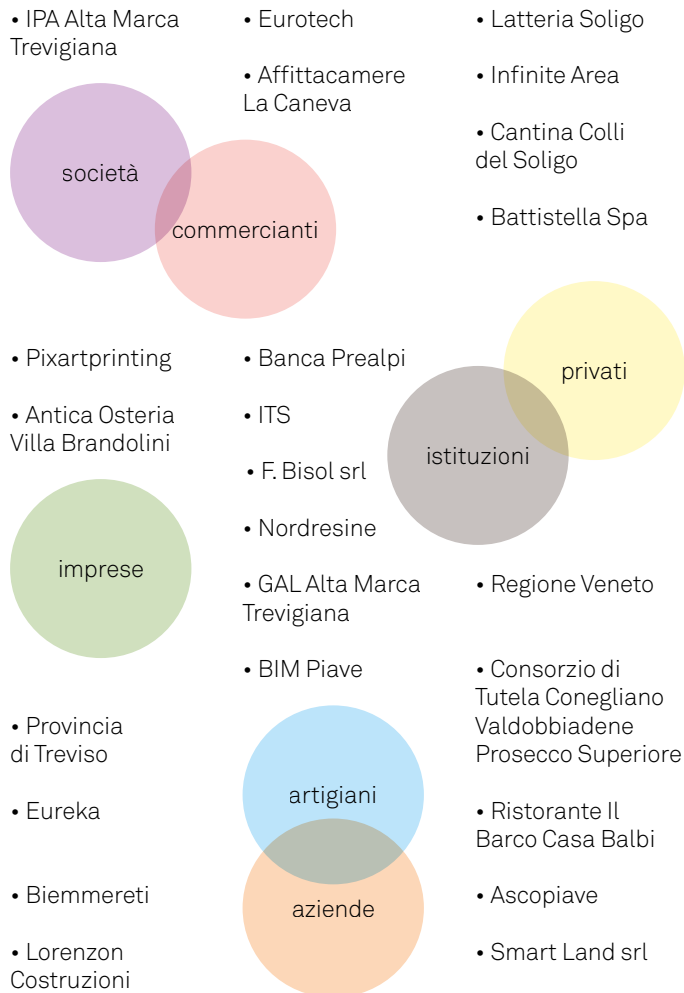 • IPA Alta Marca
Trevigiana
• Eurotech
• Affittacamere
La Caneva
• Latteria Soligo
• Infinite Area
• Cantina Colli
del Soligo
• Battistella Spa
società
commercianti
• Pixartprinting
• Antica Osteria
Villa Brandolini
imprese
• Banca Prealpi
• ITS
• F. Bisol srl
• Nordresine
• GAL Alta Marca
Trevigiana
• BIM Piave
privati
istituzioni
• Regione Veneto
• Consorzio di
Tutela Conegliano
Valdobbiadene
Prosecco Superiore
• Provincia
di Treviso
• Eureka
• Biemmereti
• Lorenzon
Costruzioni
artigiani
aziende
• Ristorante Il
Barco Casa Balbi
• Ascopiave
• Smart Land srl